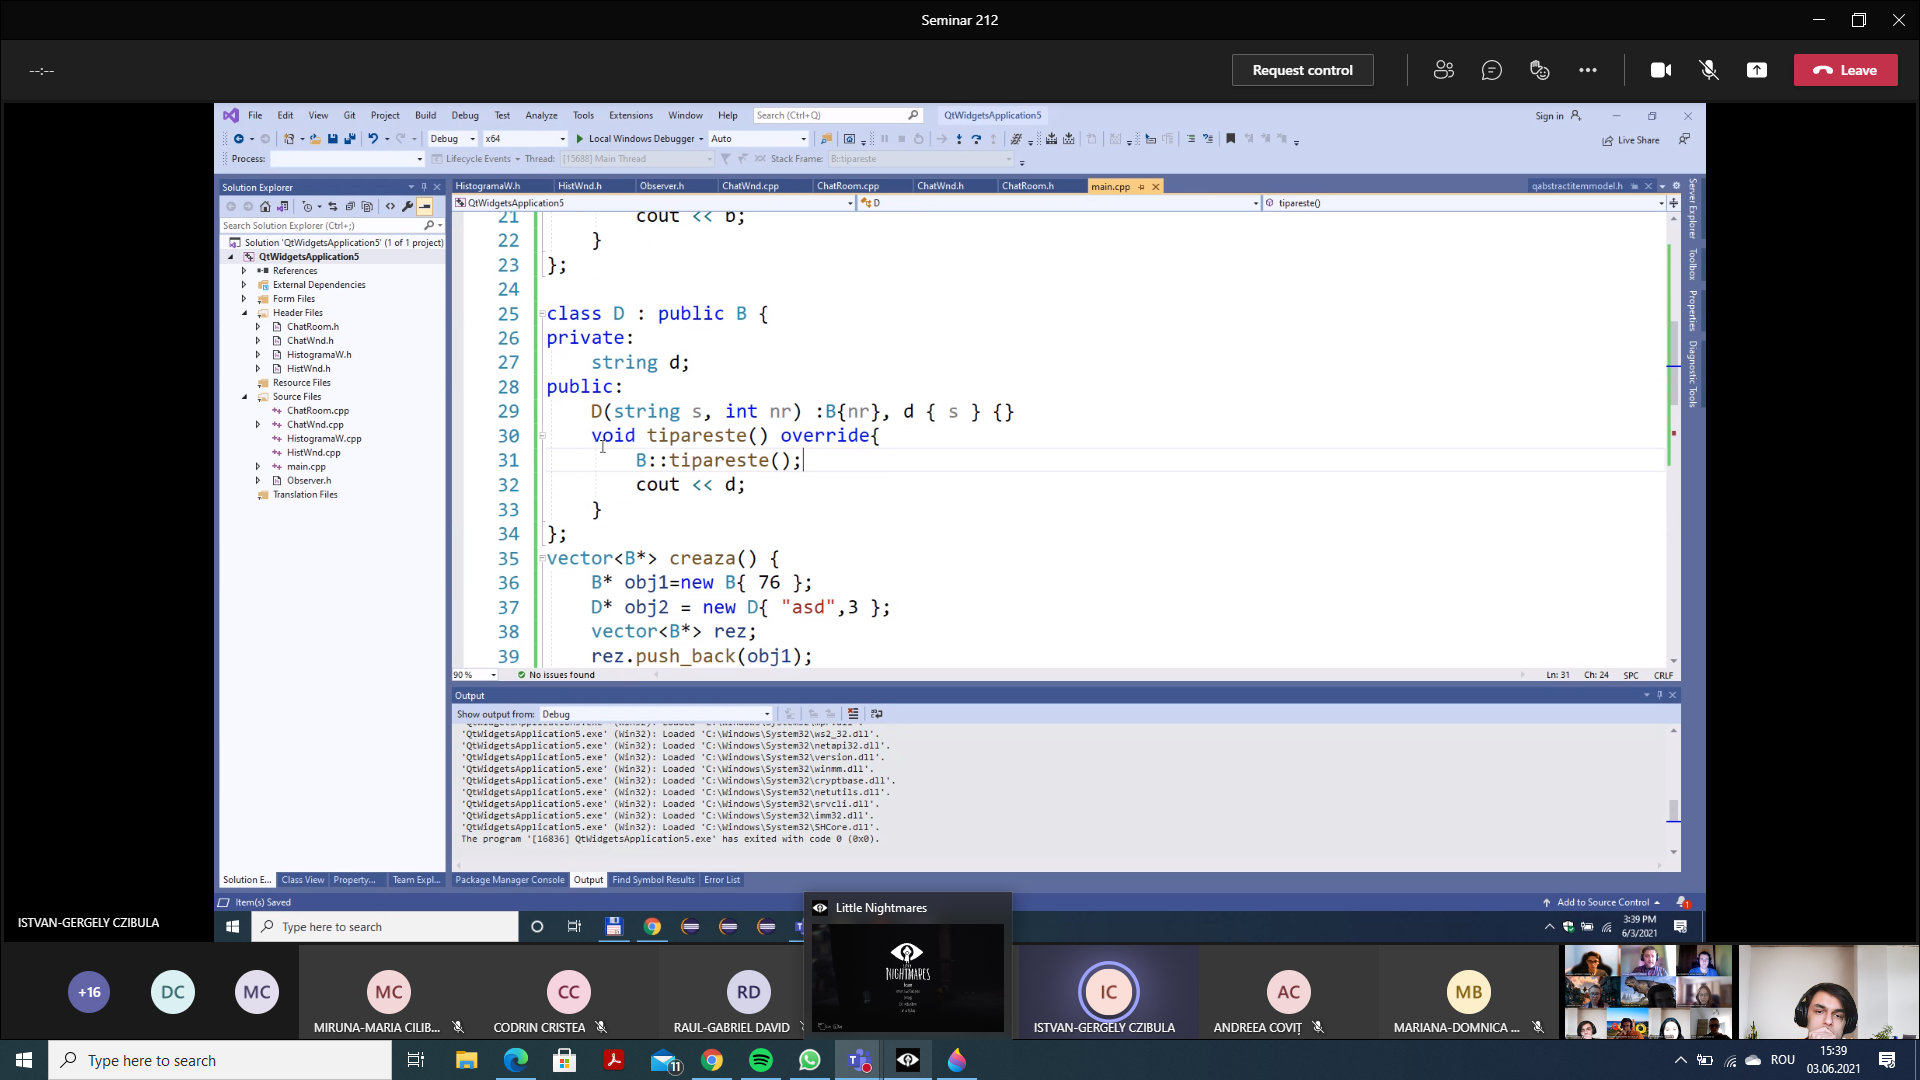 Seminar 212
--:--
Request control
Leave
File Edit View Git Project Build Debug Test Analyze Tools Extensions Window Help Search (Ctrl+Q) QtWidgetsApplication5 Sign in
Debug x64 Local Windows Debugger Auto Live Share
Process: Lifecycle Events Thread: [15688] Main Thread Stack Frame: B::tipareste
Solution Explorer
Search Solution Explorer (Ctrl+;)
Solution 'QtWidgetsApplication5' (1 of 1 project)
QtWidgetsApplication5
References
External Dependencies
Form Files
Header Files
ChatRoom.h
ChatWnd.h
HistogramaW.h
HistWnd.h
Resource Files
Source Files
ChatRoom.cpp
ChatWnd.cpp
HistogramaW.cpp
HistWnd.cpp
main.cpp
Observer.h
Translation Files
Solution E... Class View Property... Team Expl...
HistogramaW.h HistWnd.h Observer.h ChatWnd.cpp ChatRoom.cpp ChatWnd.h ChatRoom.h main.cpp qabstractitemmodel.h
QtWidgetsApplication5 D tipareste()
21 cout << b;
22 }
23 };
24
25 class D : public B {
26 private:
27 string d;
28 public:
29 D(string s, int nr) :B{nr}, d { s } {}
30 void tipareste() override{
31 B::tipareste();
32 cout << d;
33 }
34 };
35 vector<B*> creaza() {
36 B* obj1=new B{ 76 };
37 D* obj2 = new D{ "asd",3 };
38 vector<B*> rez;
39 rez.push_back(obj1);
90 % No issues found Ln: 31 Ch: 24 SPC CRLF
Server Explorer
Toolbox
Properties
Diagnostic Tools
Output
Show output from: Debug
'QtWidgetsApplication5.exe' (Win32): Loaded 'C:\Windows\System32\ws2_32.dll'.
'QtWidgetsApplication5.exe' (Win32): Loaded 'C:\Windows\System32\netapi32.dll'.
'QtWidgetsApplication5.exe' (Win32): Loaded 'C:\Windows\System32\version.dll'.
'QtWidgetsApplication5.exe' (Win32): Loaded 'C:\Windows\System32\winmm.dll'.
'QtWidgetsApplication5.exe' (Win32): Loaded 'C:\Windows\System32\cryptbase.dll'.
'QtWidgetsApplication5.exe' (Win32): Loaded 'C:\Windows\System32\netutils.dll'.
'QtWidgetsApplication5.exe' (Win32): Loaded 'C:\Windows\System32\srvcli.dll'.
'QtWidgetsApplication5.exe' (Win32): Loaded 'C:\Windows\System32\imm32.dll'.
'QtWidgetsApplication5.exe' (Win32): Loaded 'C:\Windows\System32\SHCore.dll'.
The program '[16836] QtWidgetsApplication5.exe' has exited with code 0 (0x0).
Package Manager Console Output Find Symbol Results Error List
Item(s) Saved Add to Source Control 1
Type here to search 3:39 PM
6/3/2021
ISTVAN-GERGELY CZIBULA
Little Nightmares
NIGHTMARES
+16 DC MC MC CC RD IC AC MB
MIRUNA-MARIA CILIB... CODRIN CRISTEA RAUL-GABRIEL DAVID ISTVAN-GERGELY CZIBULA ANDREEA COVIȚ MARIANA-DOMNICA ...
Type here to search 11 ROU 15:39
03.06.2021